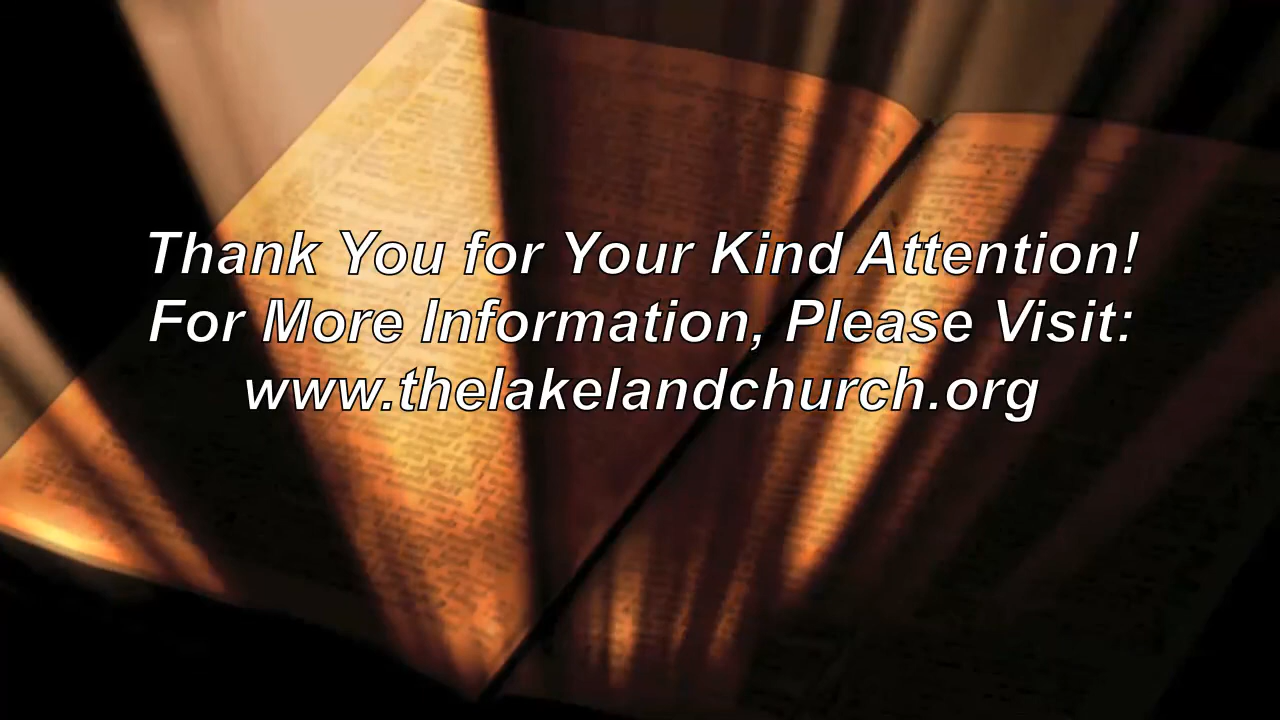 Thank You for Your Kind Attention!
For More Information, Please Visit:
www.thelakelandchurch.org